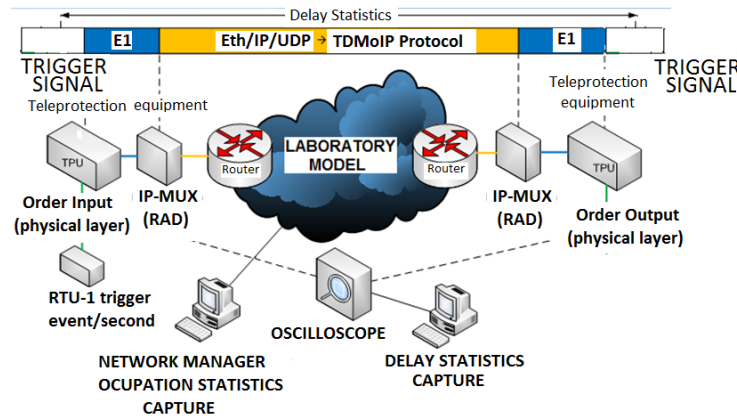 Delay Statistics
E1
Eth/IP/UDP → TDMoIP Protocol
E1
TRIGGER
SIGNAL
TRIGGER
SIGNAL
Teleprotection equipment
Teleprotection
equipment
TPU
Router
LABORATORY
MODEL
Router
TPU
IP-MUX
(RAD)
IP-MUX
(RAD)
Order Input
(physical layer)
Order Output
(physical layer)
RTU-1 trigger
event/second
OSCILLOSCOPE
NETWORK MANAGER
OCUPATION STATISTICS
CAPTURE
DELAY STATISTICS
CAPTURE